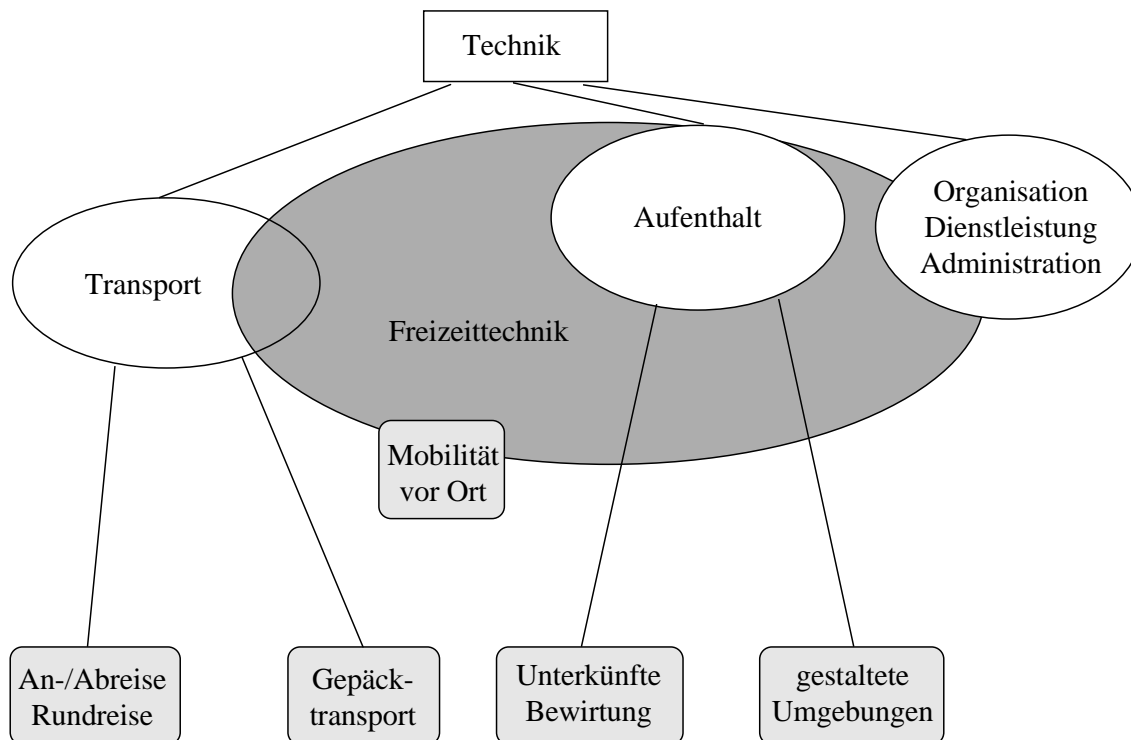 Technik
Organisation
Dienstleistung
Administration
Aufenthalt
Transport
Freizeittechnik
Mobilität
vor Ort
An-/Abreise
Rundreise
Gepäck-
transport
Unterkünfte
Bewirtung
gestaltete
Umgebungen